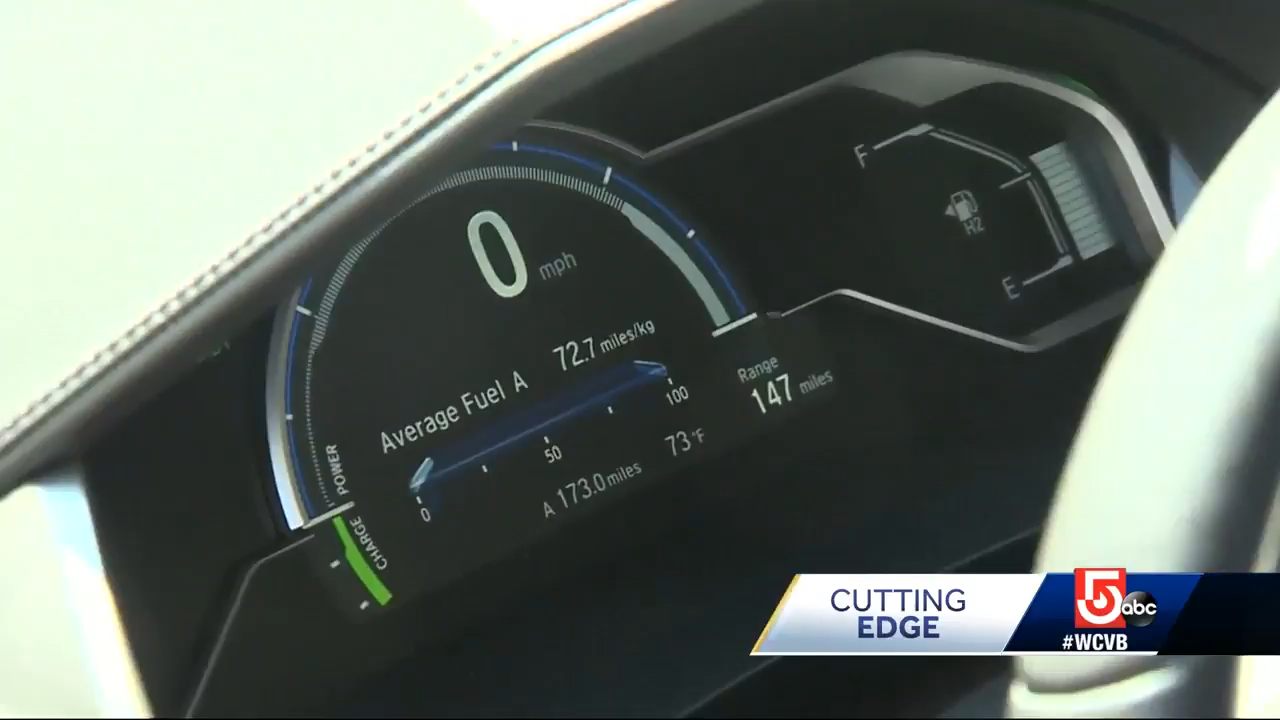 0 mph
F
H2
E
Average Fuel A 72.7 miles/kg
0 50 100
A 173.0 miles 73°F
Range
147 miles
POWER
CHARGE
CUTTING
EDGE
5 abc
#WCVB